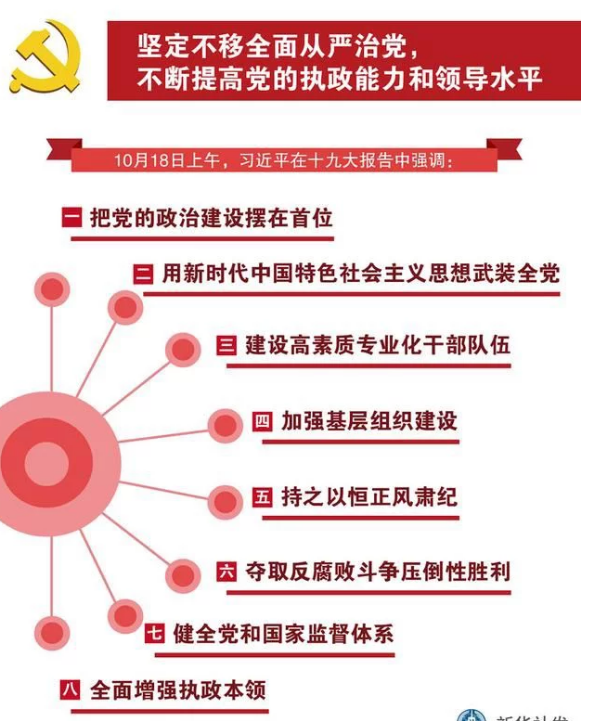 坚定不移全面从严治党，
不断提高党的执政能力和领导水平
10月18日上午，习近平在十九大报告中强调：
一 把党的政治建设摆在首位
二 用新时代中国特色社会主义思想武装全党
三 建设高素质专业化干部队伍
四 加强基层组织建设
五 持之以恒正风肃纪
六 夺取反腐败斗争压倒性胜利
七 健全党和国家监督体系
八 全面增强执政本领
新华社发